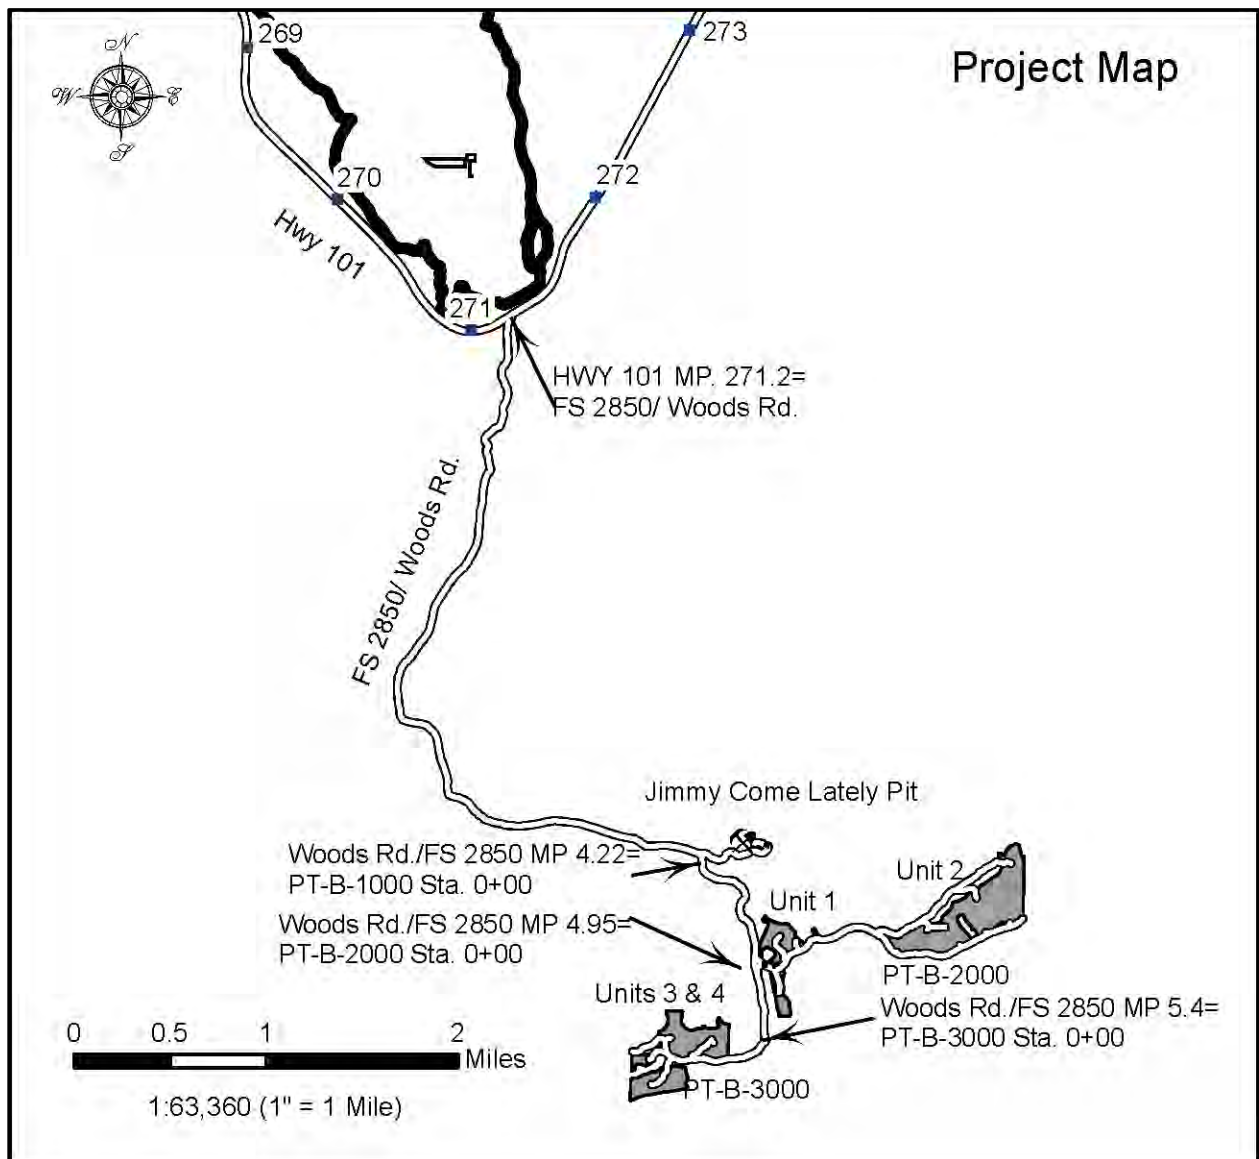 269
273
Project Map
N
W
E
S
270
272
Hwy 101
271
HWY 101 MP. 271.2=
FS 2850/ Woods Rd.
FS 2850/ Woods Rd.
Jimmy Come Lately Pit
Woods Rd./FS 2850 MP 4.22=
PT-B-1000 Sta. 0+00
Unit 2
Unit 1
Woods Rd./FS 2850 MP 4.95=
PT-B-2000 Sta. 0+00
PT-B-2000
Units 3 & 4
Woods Rd./FS 2850 MP 5.4=
PT-B-3000 Sta. 0+00
0 0.5 1 2
Miles
PT-B-3000
1:63,360 (1" = 1 Mile)